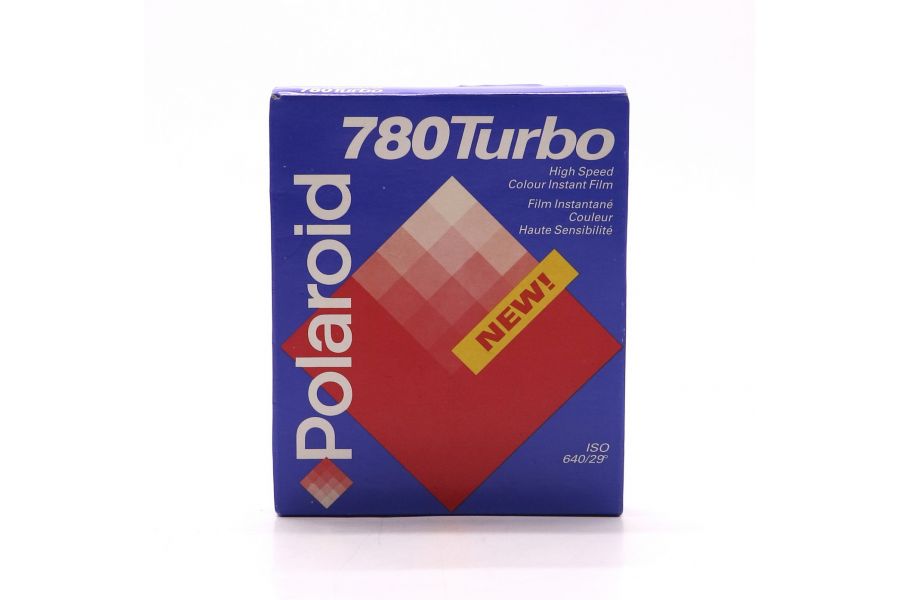 780Turbo
780Turbo
High Speed
Colour Instant Film
Film Instantané
Couleur
Haute Sensibilité
Polaroid
NEW!
ISO
640/29°